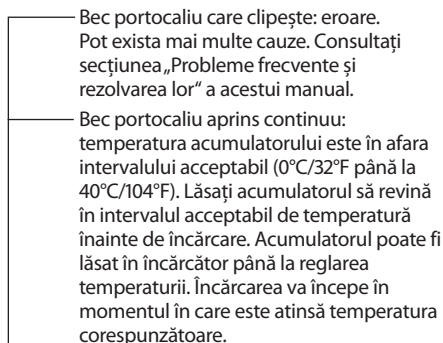 Bec portocaliu care clipește: eroare.
Pot exista mai multe cauze. Consultați
secțiunea „Probleme frecvente și
rezolvarea lor“ a acestui manual.
Bec portocaliu aprins continuu:
temperatura acumulatorului este în afara
intervalului acceptabil (0°C/32°F până la
40°C/104°F). Lăsați acumulatorul să revină
în intervalul acceptabil de temperatură
înainte de încărcare. Acumulatorul poate fi
lăsat în încărcător până la reglarea
temperaturii. Încărcarea va începe în
momentul în care este atinsă temperatura
corespunzătoare.